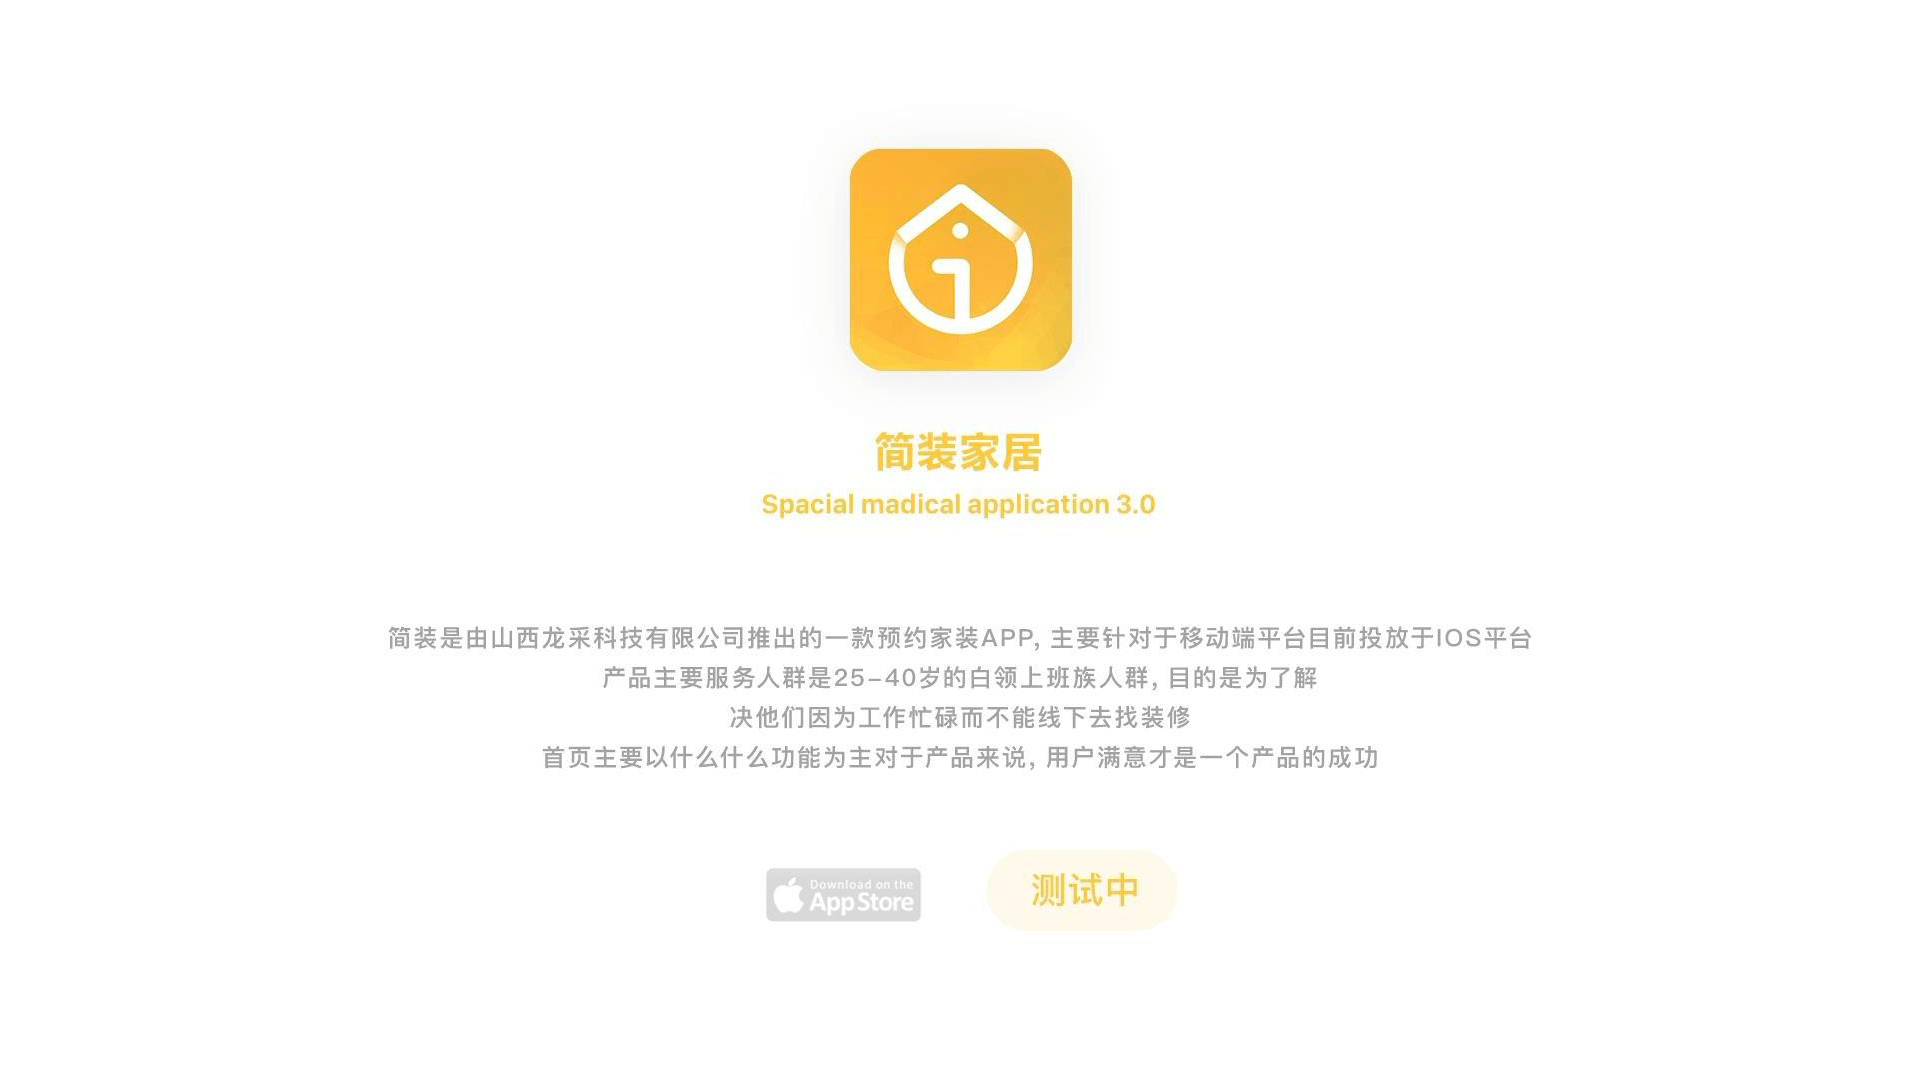 简装家居
Spacial madical application 3.0
简装是由山西龙采科技有限公司推出的一款预约家装APP, 主要针对于移动端平台目前投放于IOS平台
产品主要服务人群是25-40岁的白领上班族人群, 目的是为了解
决他们因为工作忙碌而不能线下去找装修
首页主要以什么什么功能为主对于产品来说, 用户满意才是一个产品的成功
Download on the
App Store
测试中